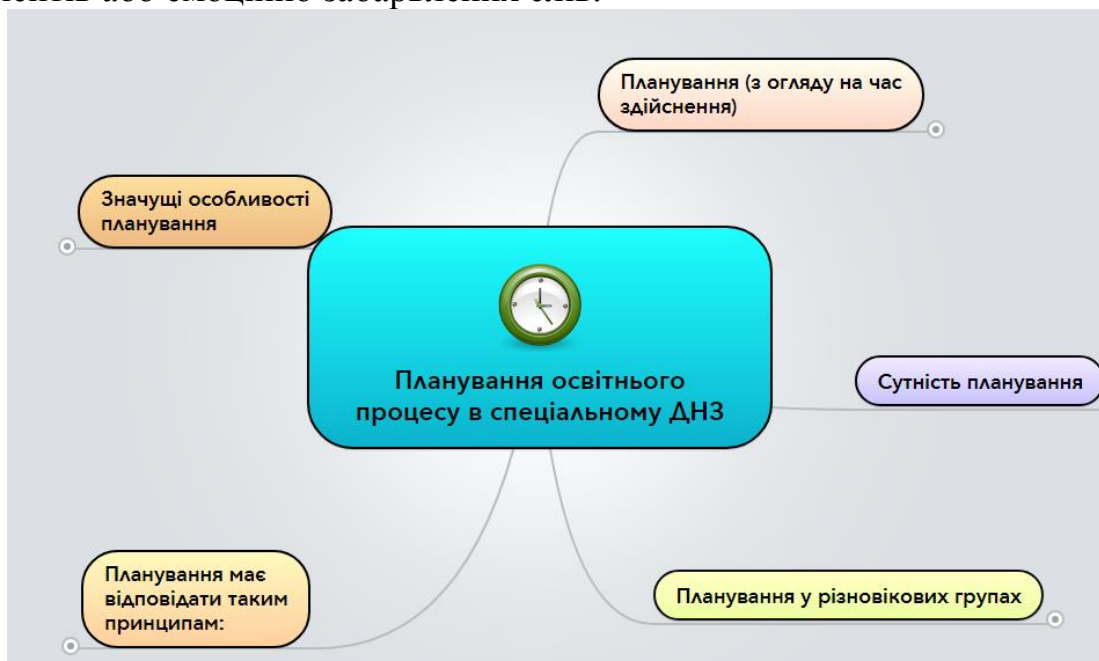 Планування (з огляду на час
здійснення)
Значущі особливості
планування
Планування освітнього
процесу в спеціальному ДНЗ
Сутність планування
Планування має
відповідати таким
принципам:
Планування у різновікових групах